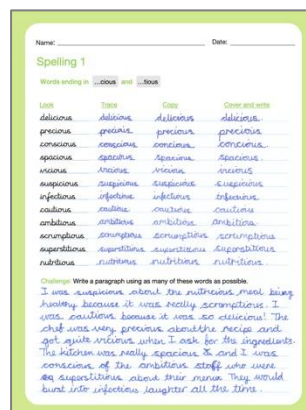 Name: Date:
Spelling 1
Words ending in ...cious and ...tious
Look Trace Copy Cover and write
delicious delicious delicious delicious
precious precious precious precious
conscious conscious concious concious
spacious spacious spacious spacious
vicious vicious vicious vicious
suspicious suspicious suspicious suspicious
infectious infectious infectious infectious
cautious cautious cautious cautious
ambitious ambitious ambitious ambitious
scrumptious scrumptious scrumptious scrumptious
superstitious superstitious superstitious superstitious
nutritious nutritious nutritious nutritious
Challenge: Write a paragraph using as many of these words as possible.
I was suspicious about the nutricious meal being
healthy because it was really scromptious. I
was cautious because it was so delicious! The
chef was very precious about the recipe and
got quite vicious when I ask for the ingredients.
The kitchen was really spacious and I was
conscious of the ambitious staff who were
superstitious about their menu. They would
burst into infectious laughter all the time.